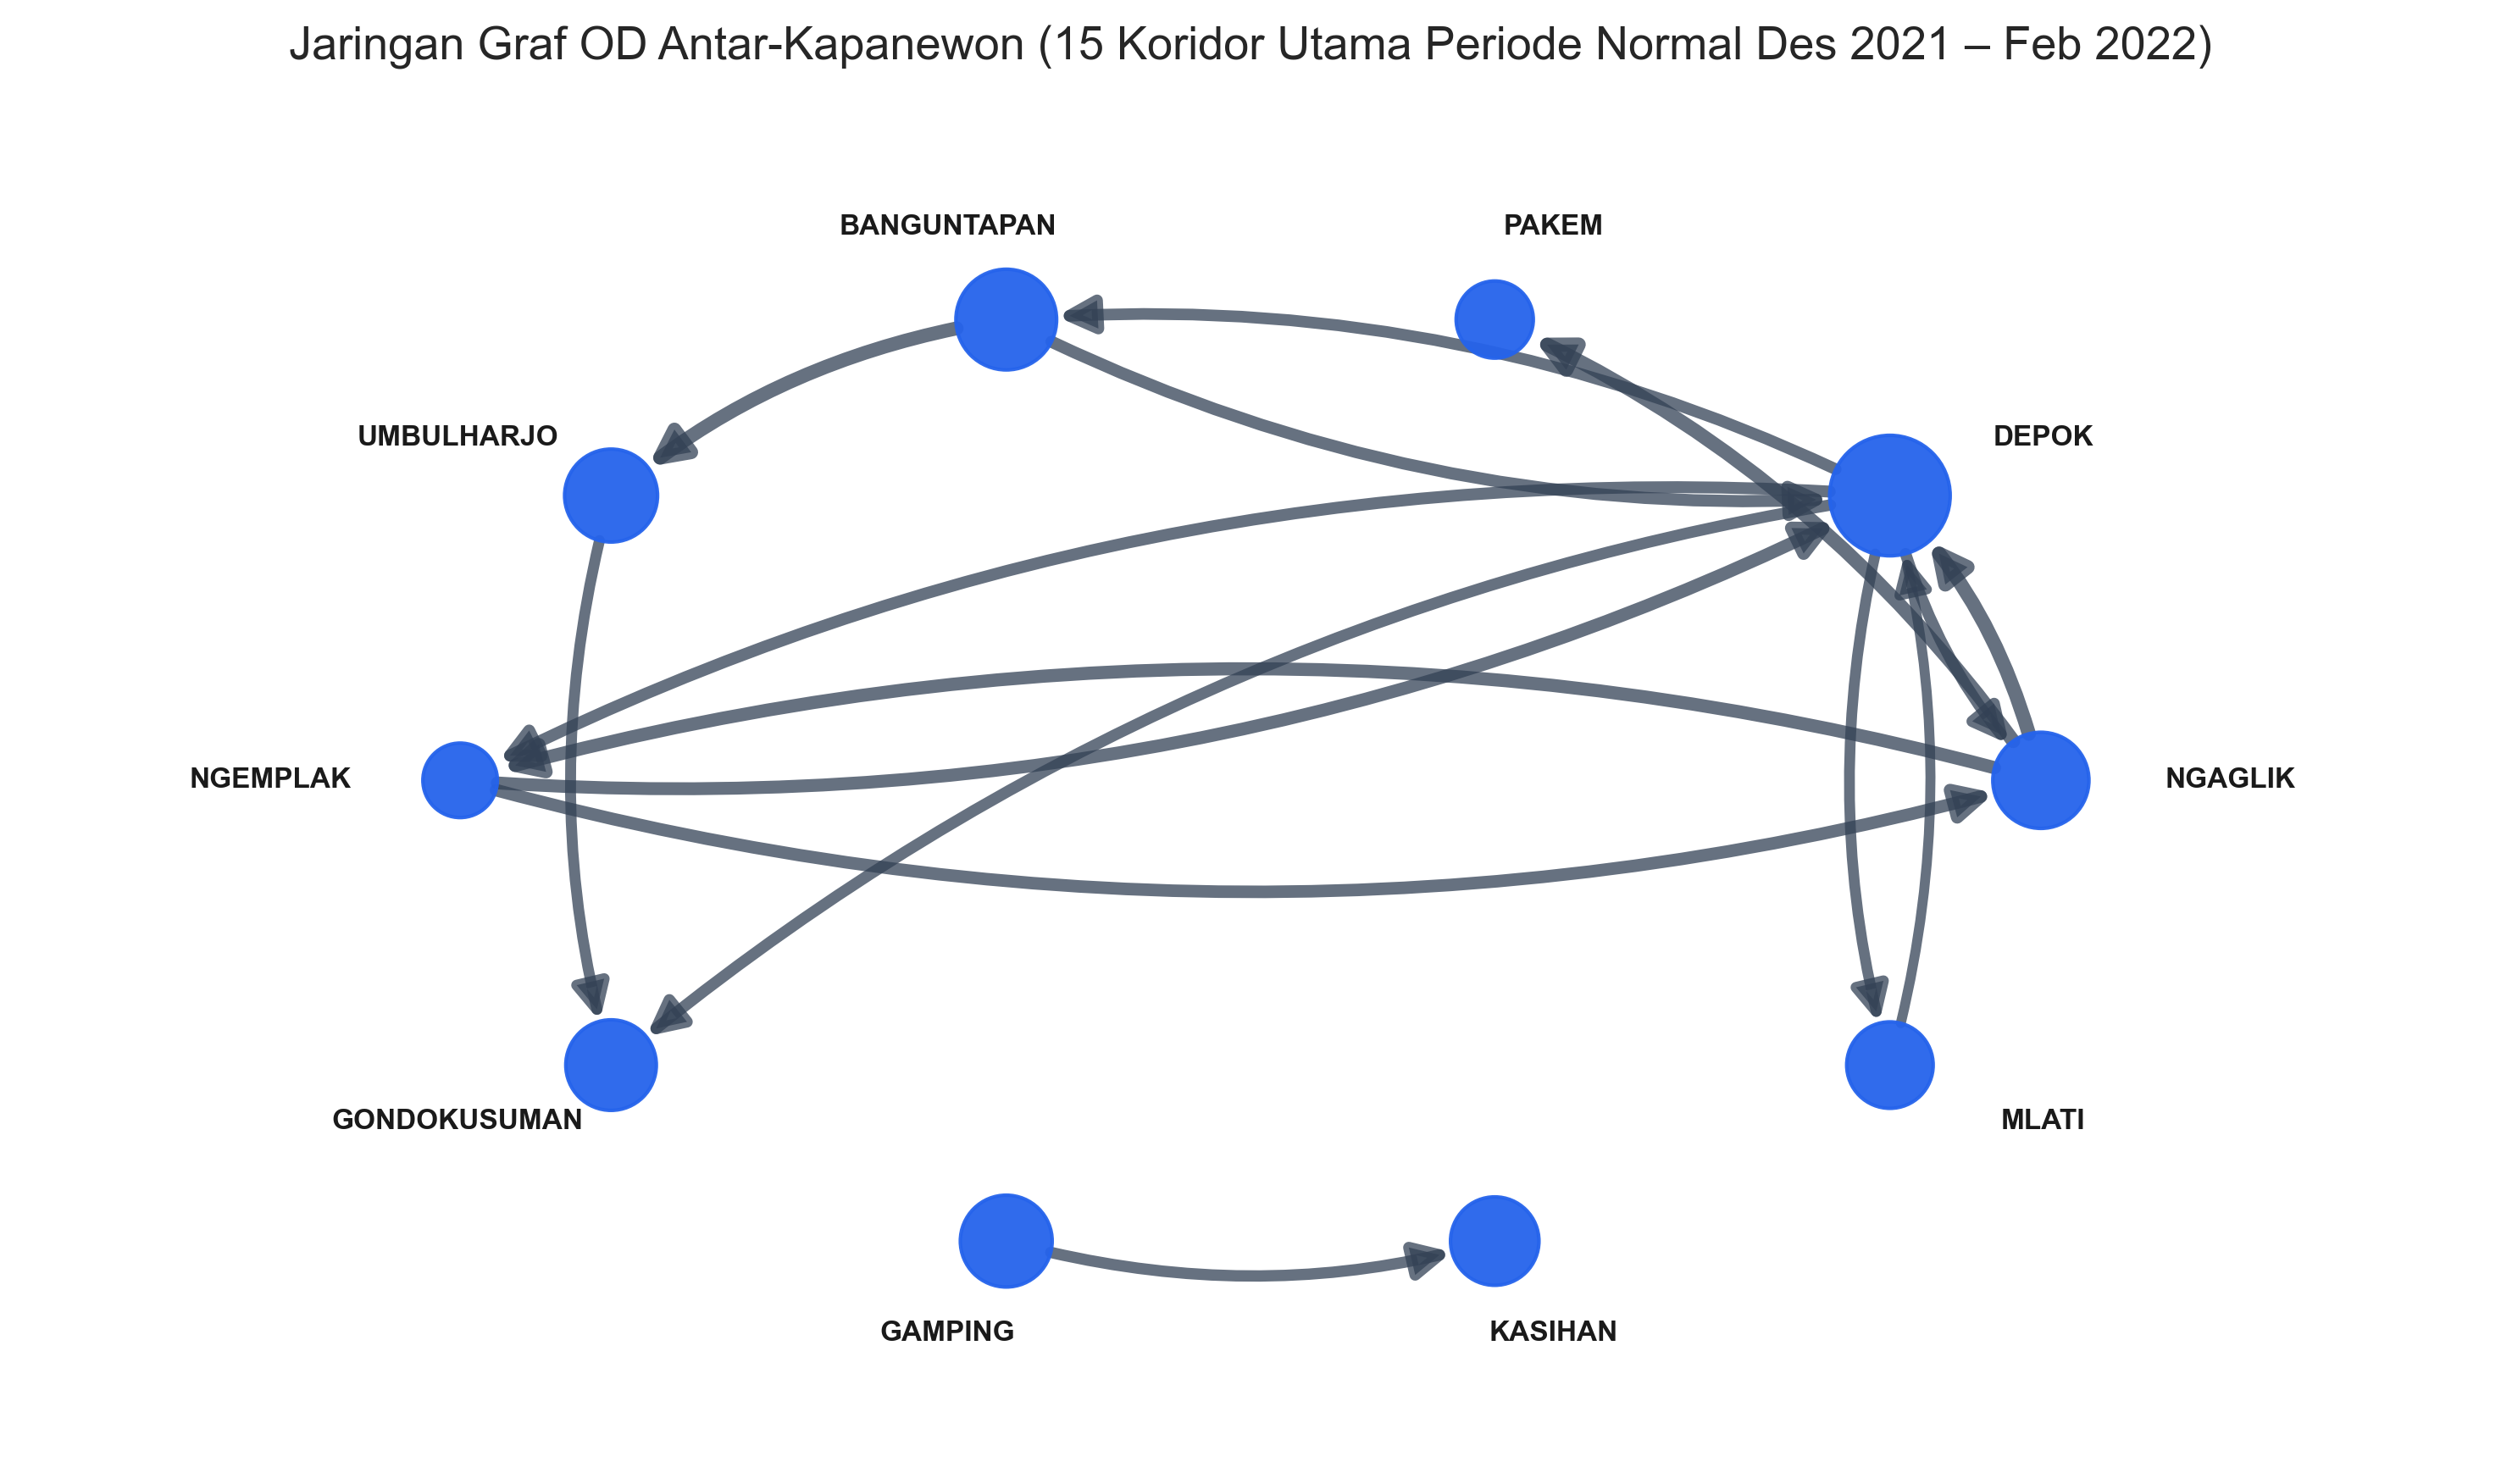 Jaringan Graf OD Antar-Kapanewon (15 Koridor Utama Periode Normal Des 2021 – Feb 2022)
BANGUNTAPAN
PAKEM
UMBULHARJO
DEPOK
NGEMPLAK
NGAGLIK
GONDOKUSUMAN
MLATI
GAMPING
KASIHAN